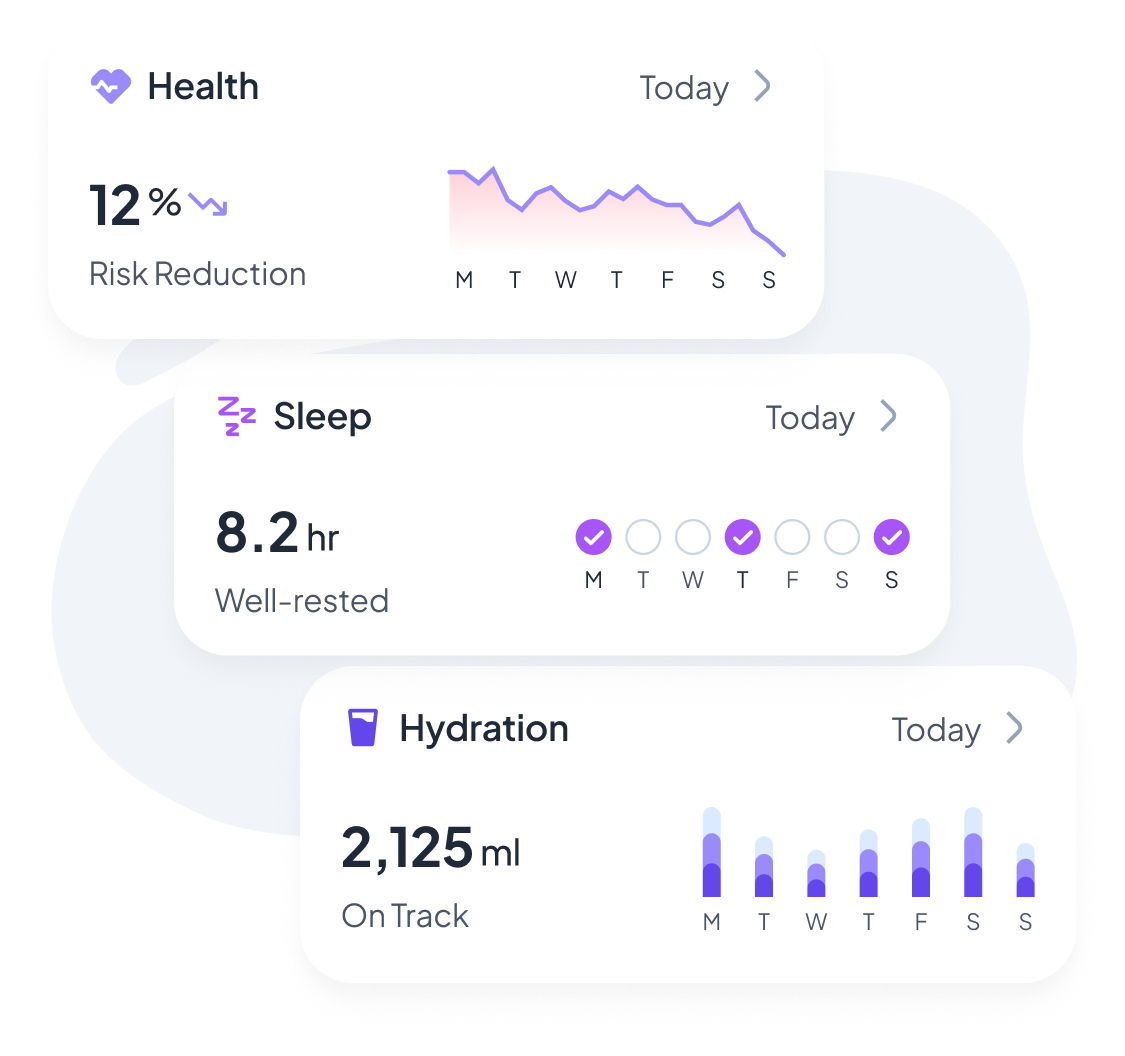 Health Today
12 %
Risk Reduction
M T W T F S S
Sleep Today
8.2 hr
M T W T F S S
Well-rested
Hydration Today
2,125 ml
On Track
M T W T F S S